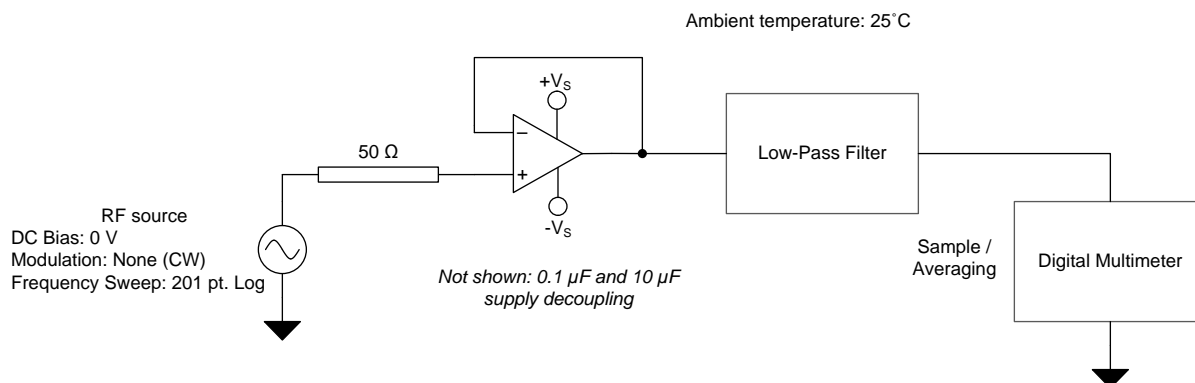 Ambient temperature: 25˚C
+VS
50 Ω
−
+
-VS
Low-Pass Filter
RF source
DC Bias: 0 V
Modulation: None (CW)
Frequency Sweep: 201 pt. Log
Not shown: 0.1 µF and 10 µF
supply decoupling
Sample /
Averaging
Digital Multimeter